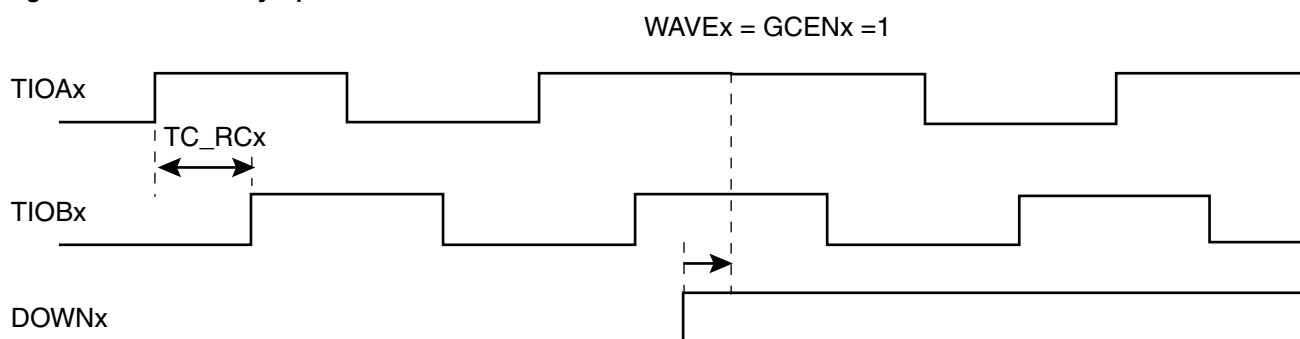 WAVEx = GCENx =1
TIOAx
TC_RCx
TIOBx
DOWNx